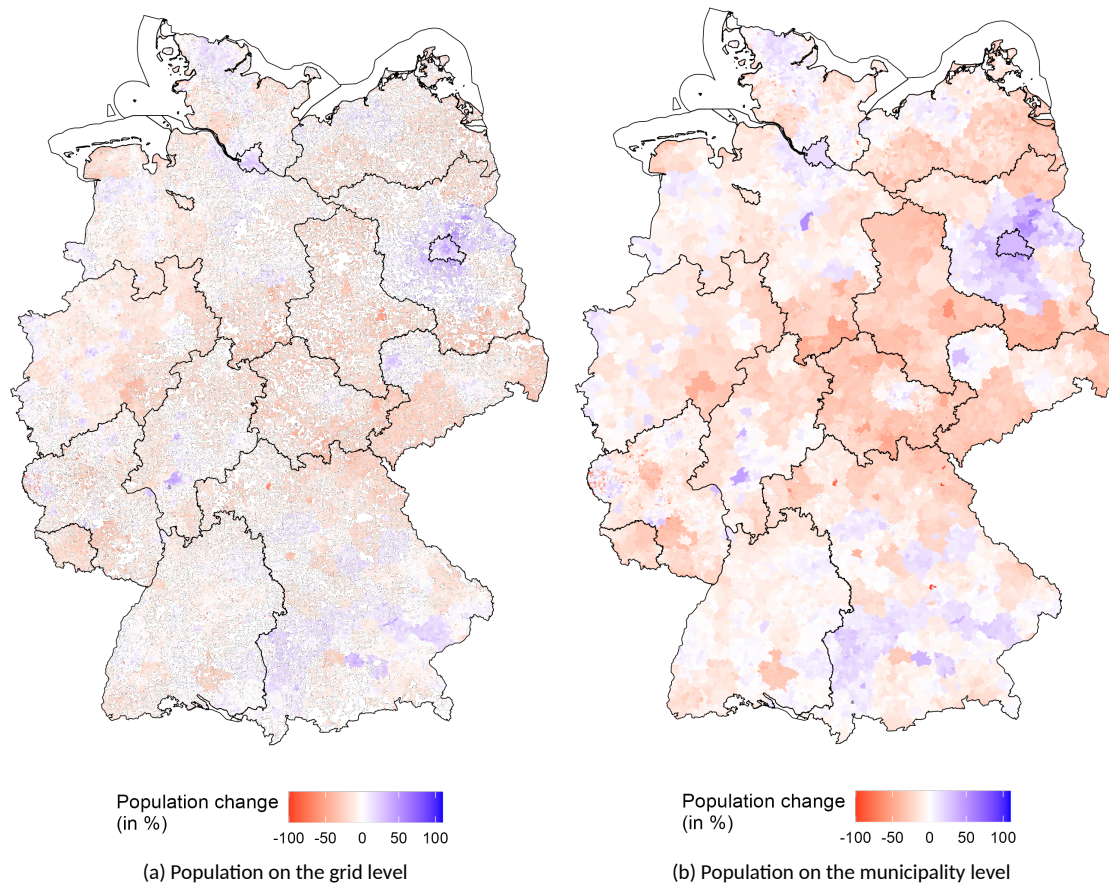 Population change
(in %)
-100 -50 0 50 100
(a) Population on the grid level
Population change
(in %)
-100 -50 0 50 100
(b) Population on the municipality level